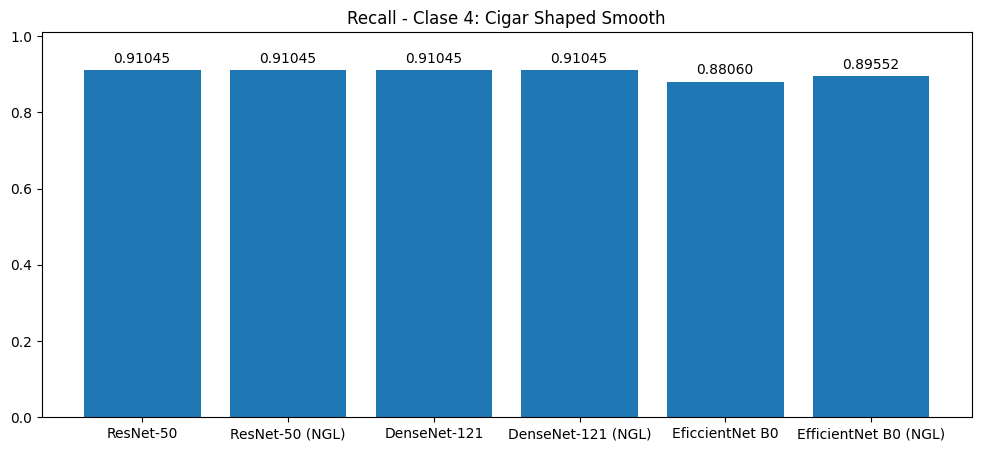 Recall - Clase 4: Cigar Shaped Smooth
1.0
0.8
0.6
0.4
0.2
0.0
0.91045 0.91045 0.91045 0.91045 0.88060 0.89552
ResNet-50 ResNet-50 (NGL) DenseNet-121 DenseNet-121 (NGL) EficcientNet B0 EfficientNet B0 (NGL)